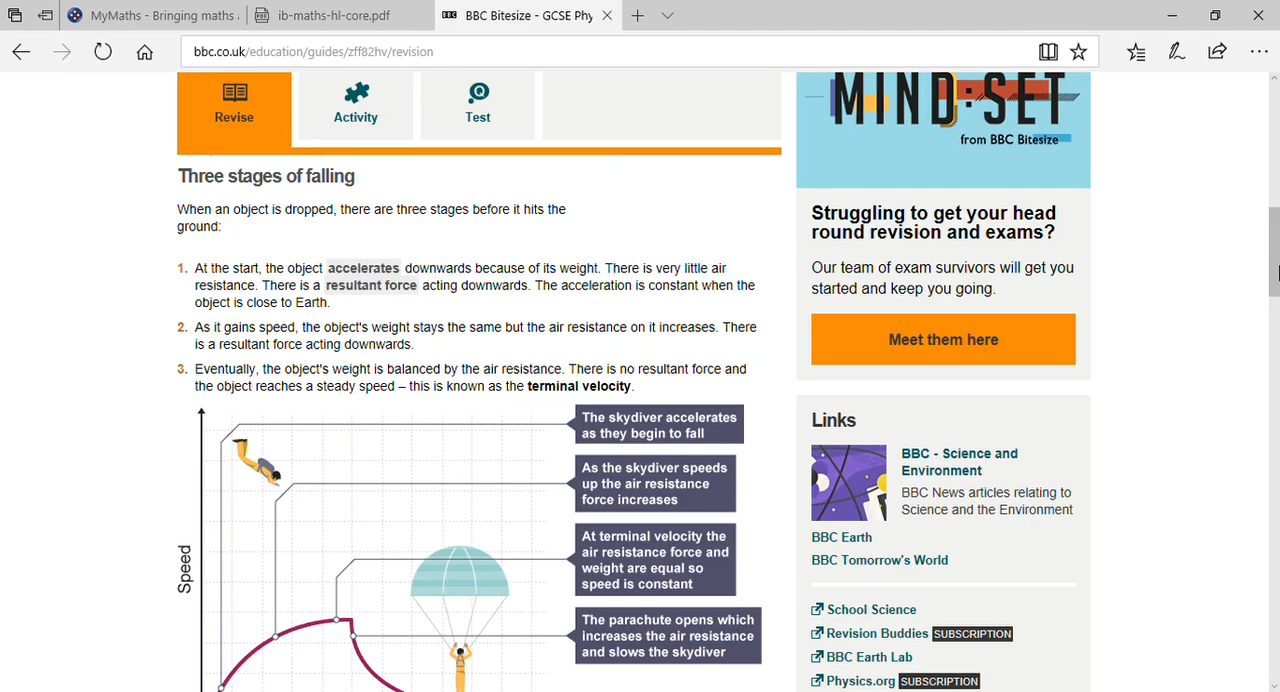 MyMaths - Bringing maths
ib-maths-hl-core.pdf
BBC Bitesize - GCSE Phy
bbc.co.uk/education/guides/zff82hv/revision
Revise
Activity
Test
Three stages of falling
When an object is dropped, there are three stages before it hits the
ground:
1. At the start, the object accelerates downwards because of its weight. There is very little air
resistance. There is a resultant force acting downwards. The acceleration is constant when the
object is close to Earth.
2. As it gains speed, the object's weight stays the same but the air resistance on it increases. There
is a resultant force acting downwards.
3. Eventually, the object's weight is balanced by the air resistance. There is no resultant force and
the object reaches a steady speed – this is known as the terminal velocity.
Speed
The skydiver accelerates
as they begin to fall
As the skydiver speeds
up the air resistance
force increases
At terminal velocity the
air resistance force and
weight are equal so
speed is constant
The parachute opens which
increases the air resistance
and slows the skydiver
MIND:SET
from BBC Bitesize
Struggling to get your head
round revision and exams?
Our team of exam survivors will get you
started and keep you going.
Meet them here
Links
BBC - Science and
Environment
BBC News articles relating to
Science and the Environment
BBC Earth
BBC Tomorrow's World
School Science
Revision Buddies SUBSCRIPTION
BBC Earth Lab
Physics.org SUBSCRIPTION